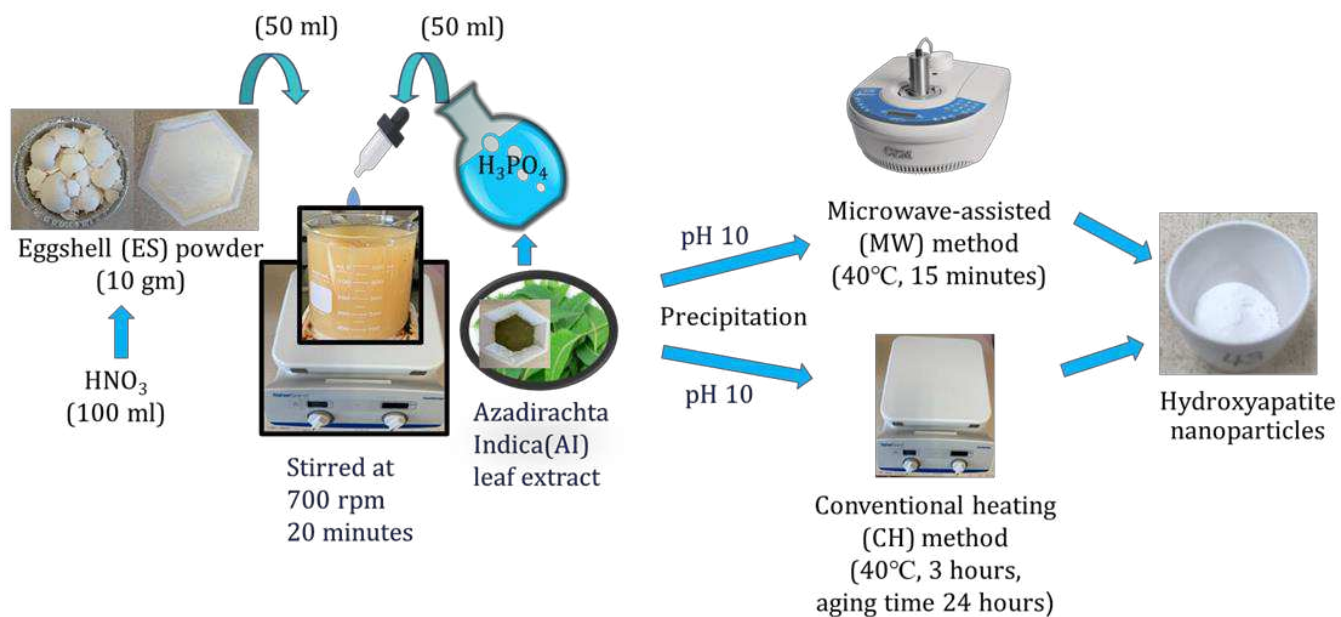 (50 ml)
(50 ml)
H₃PO₄
Eggshell (ES) powder
(10 gm)
HNO₃
(100 ml)
Stirred at
700 rpm
20 minutes
Azadirachta
Indica(AI)
leaf extract
pH 10
Precipitation
pH 10
Microwave-assisted
(MW) method
(40℃, 15 minutes)
Conventional heating
(CH) method
(40℃, 3 hours,
aging time 24 hours)
Hydroxyapatite
nanoparticles